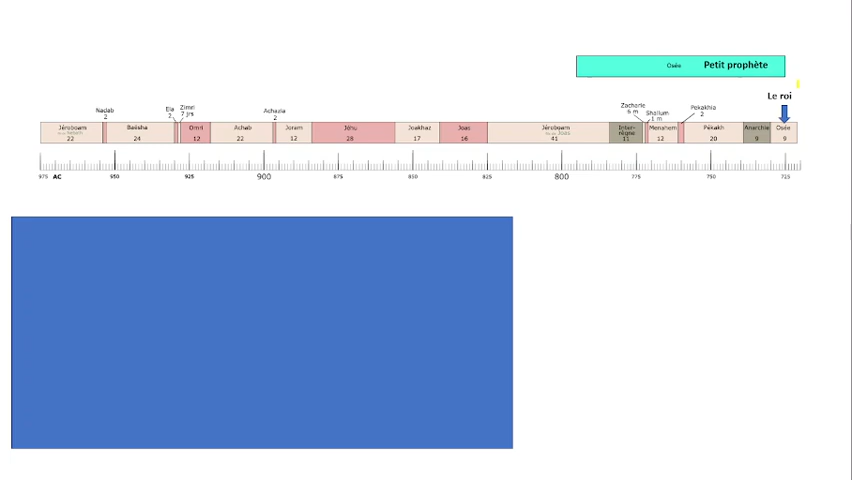 Osée Petit prophète
Le roi
Nadab
2
Ela
2
Zimri
7 jrs
Achazia
2
Zacharie
6 m
Shallum
1 m
Pekakhia
2
Jéroboam
22
Baësha
24
Omri
12
Achab
22
Joram
12
Jéhu
28
Joakhaz
17
Joas
16
Jéroboam
41
Inter-
règne
11
Menahem
12
Pékakh
20
Anarchie
9
Osée
9
975 AC 950 925 900 875 850 825 800 775 750 725